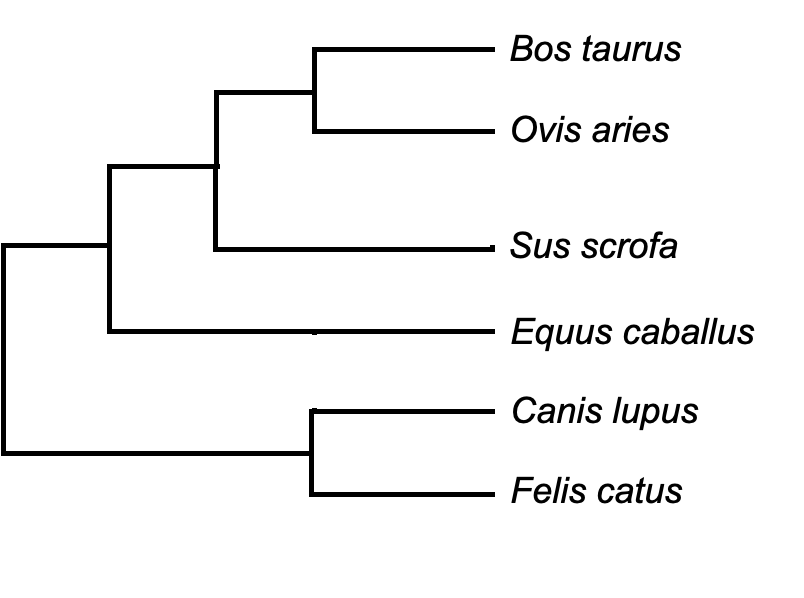 Bos taurus
Ovis aries
Sus scrofa
Equus caballus
Canis lupus
Felis catus